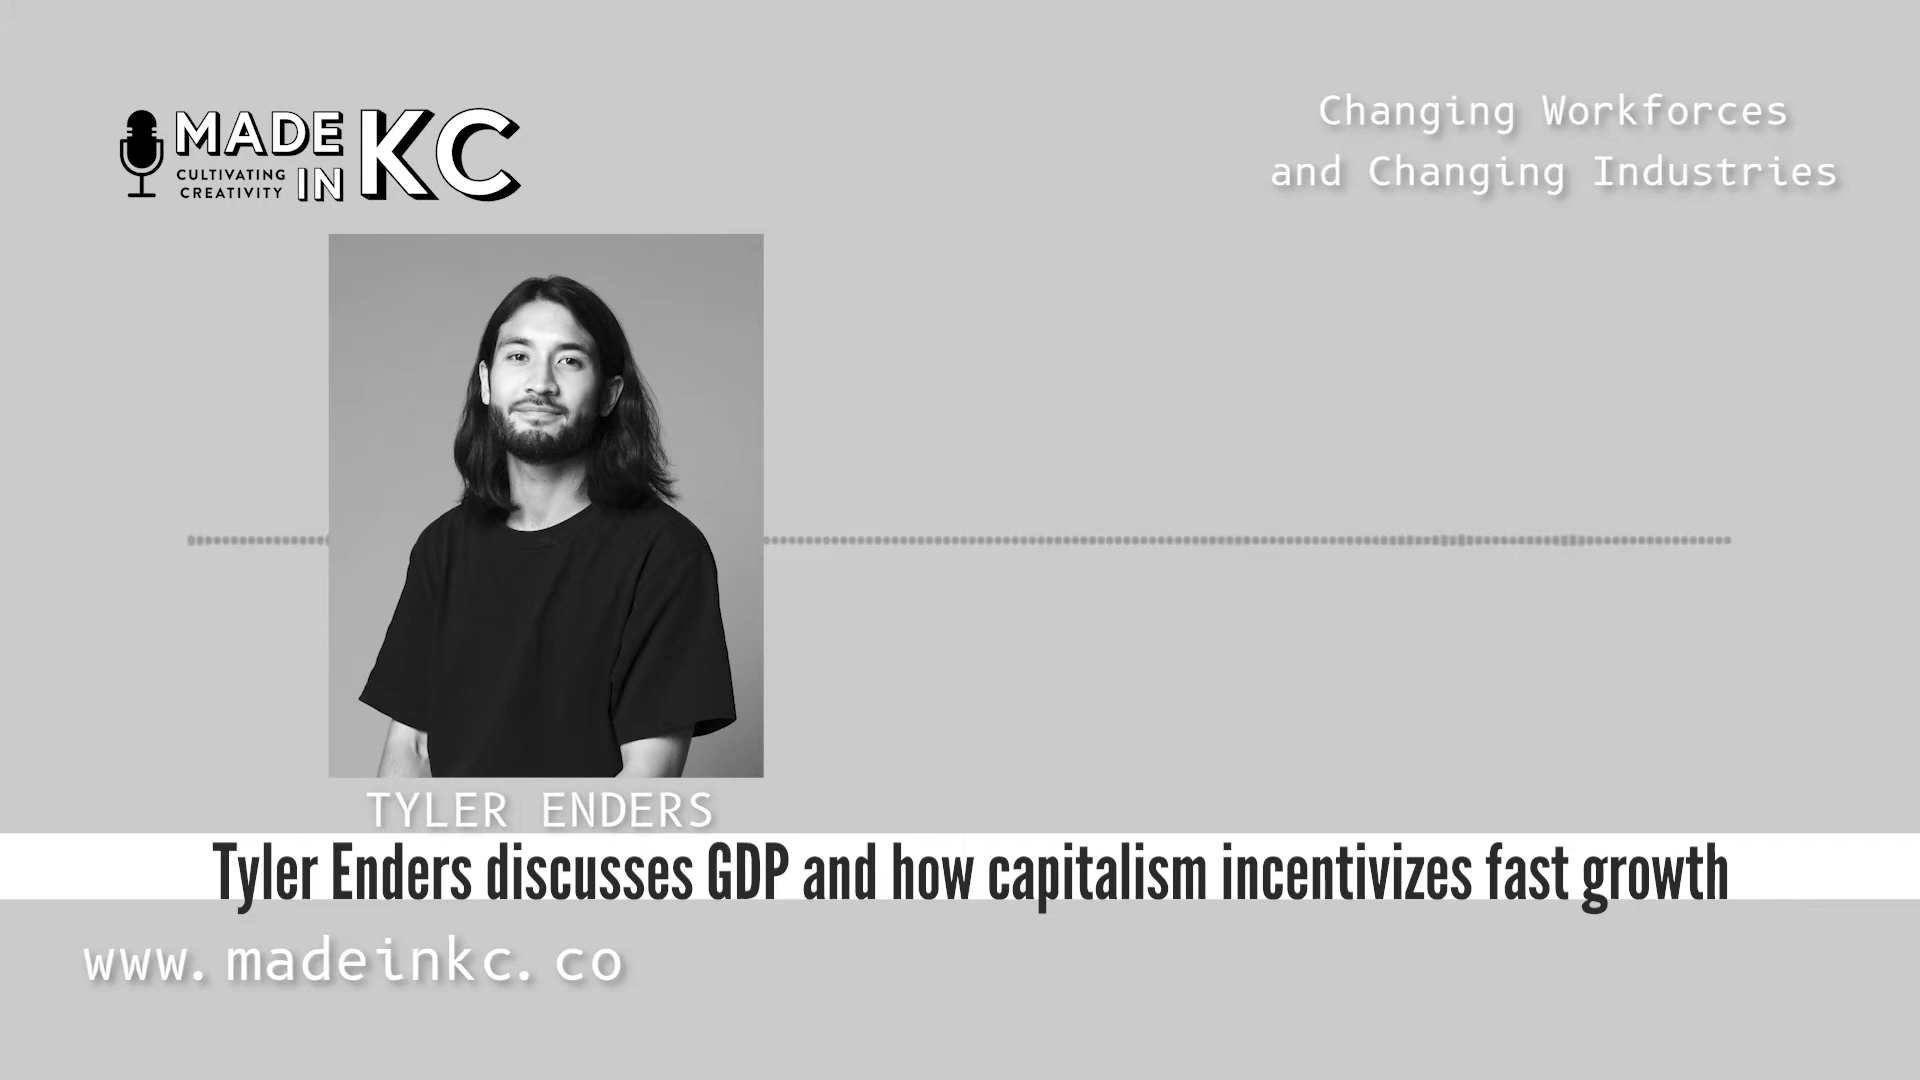 MADE
IN
KC
CULTIVATING
CREATIVITY
Changing Workforces
and Changing Industries
TYLER ENDERS
Tyler Enders discusses GDP and how capitalism incentivizes fast growth
www.madeinkc.co